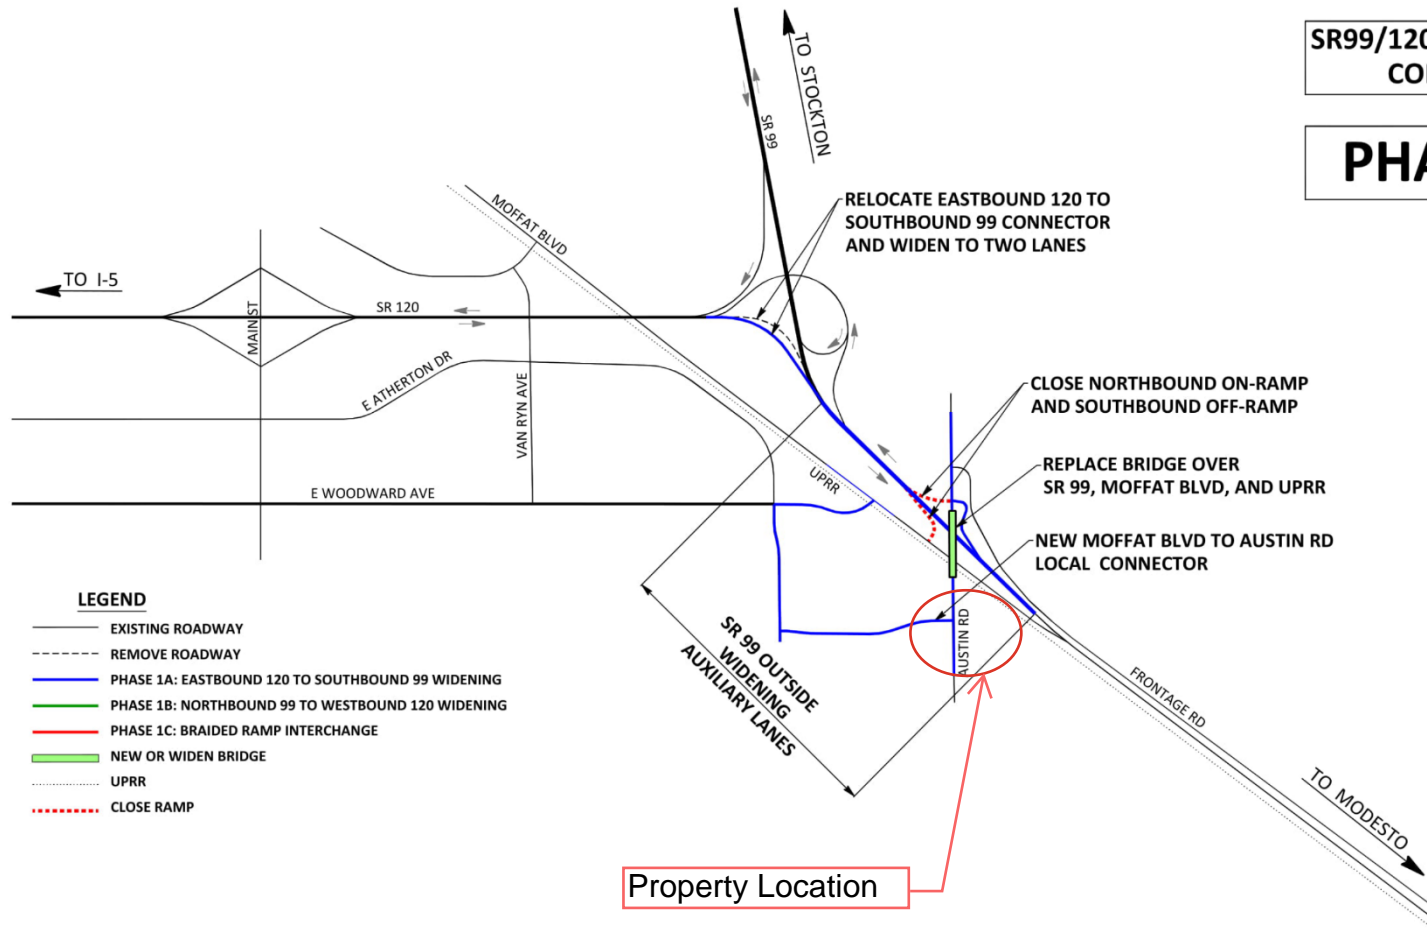 SR99/120
CO
PHA
TO STOCKTON
SR 99
MOFFAT BLVD
RELOCATE EASTBOUND 120 TO
SOUTHBOUND 99 CONNECTOR
AND WIDEN TO TWO LANES
TO I-5
MAIN ST
SR 120
E ATHERTON DR
VAN RYN AVE
CLOSE NORTHBOUND ON-RAMP
AND SOUTHBOUND OFF-RAMP
UPRR
REPLACE BRIDGE OVER
SR 99, MOFFAT BLVD, AND UPRR
E WOODWARD AVE
NEW MOFFAT BLVD TO AUSTIN RD
LOCAL CONNECTOR
SR 99 OUTSIDE
WIDENING
AUXILIARY LANES
AUSTIN RD
FRONTAGE RD
TO MODESTO
LEGEND
EXISTING ROADWAY
REMOVE ROADWAY
PHASE 1A: EASTBOUND 120 TO SOUTHBOUND 99 WIDENING
PHASE 1B: NORTHBOUND 99 TO WESTBOUND 120 WIDENING
PHASE 1C: BRAIDED RAMP INTERCHANGE
NEW OR WIDEN BRIDGE
UPRR
CLOSE RAMP
Property Location